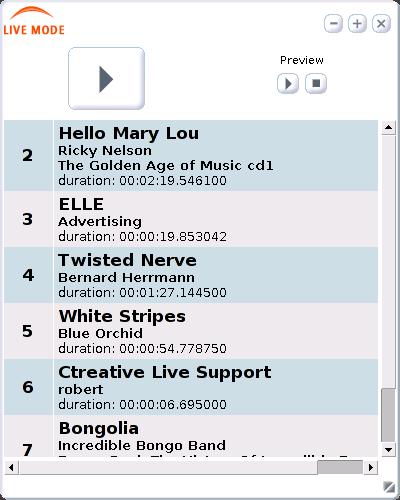 LIVE MODE
Preview
2
Hello Mary Lou
Ricky Nelson
The Golden Age of Music cd1
duration: 00:02:19.546100
3
ELLE
Advertising
duration: 00:00:19.853042
4
Twisted Nerve
Bernard Herrmann
duration: 00:01:27.144500
5
White Stripes
Blue Orchid
duration: 00:00:54.778750
6
Ctreative Live Support
robert
duration: 00:00:06.695000
7
Bongolia
Incredible Bongo Band